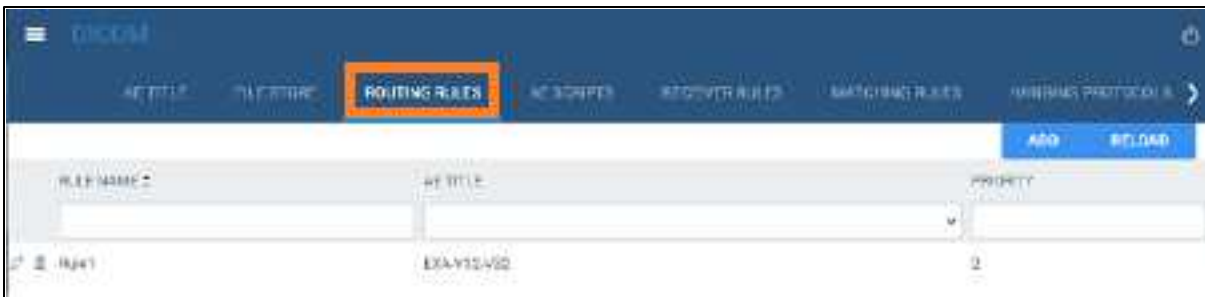 DICOM
AE TITLE FILE STORE ROUTING RULES AE SCRIPTS RECEIVER RULES MATCHING RULES HANGING PROTOCOLS
ADD RELOAD
RULE NAME AE TITLE PRIORITY
Rule1